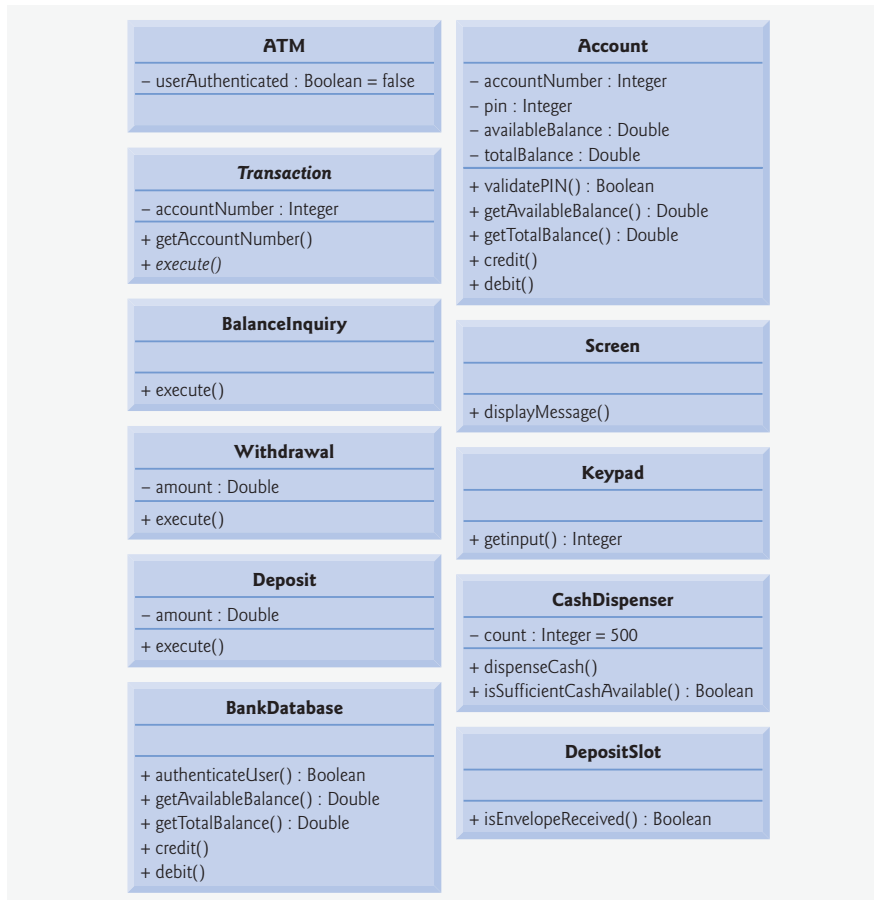 ATM
– userAuthenticated : Boolean = false
Transaction
– accountNumber : Integer
+ getAccountNumber()
+ execute()
BalanceInquiry
+ execute()
Withdrawal
– amount : Double
+ execute()
Deposit
– amount : Double
+ execute()
BankDatabase
+ authenticateUser() : Boolean
+ getAvailableBalance() : Double
+ getTotalBalance() : Double
+ credit()
+ debit()
Account
– accountNumber : Integer
– pin : Integer
– availableBalance : Double
– totalBalance : Double
+ validatePIN() : Boolean
+ getAvailableBalance() : Double
+ getTotalBalance() : Double
+ credit()
+ debit()
Screen
+ displayMessage()
Keypad
+ getinput() : Integer
CashDispenser
– count : Integer = 500
+ dispenseCash()
+ isSufficientCashAvailable() : Boolean
DepositSlot
+ isEnvelopeReceived() : Boolean